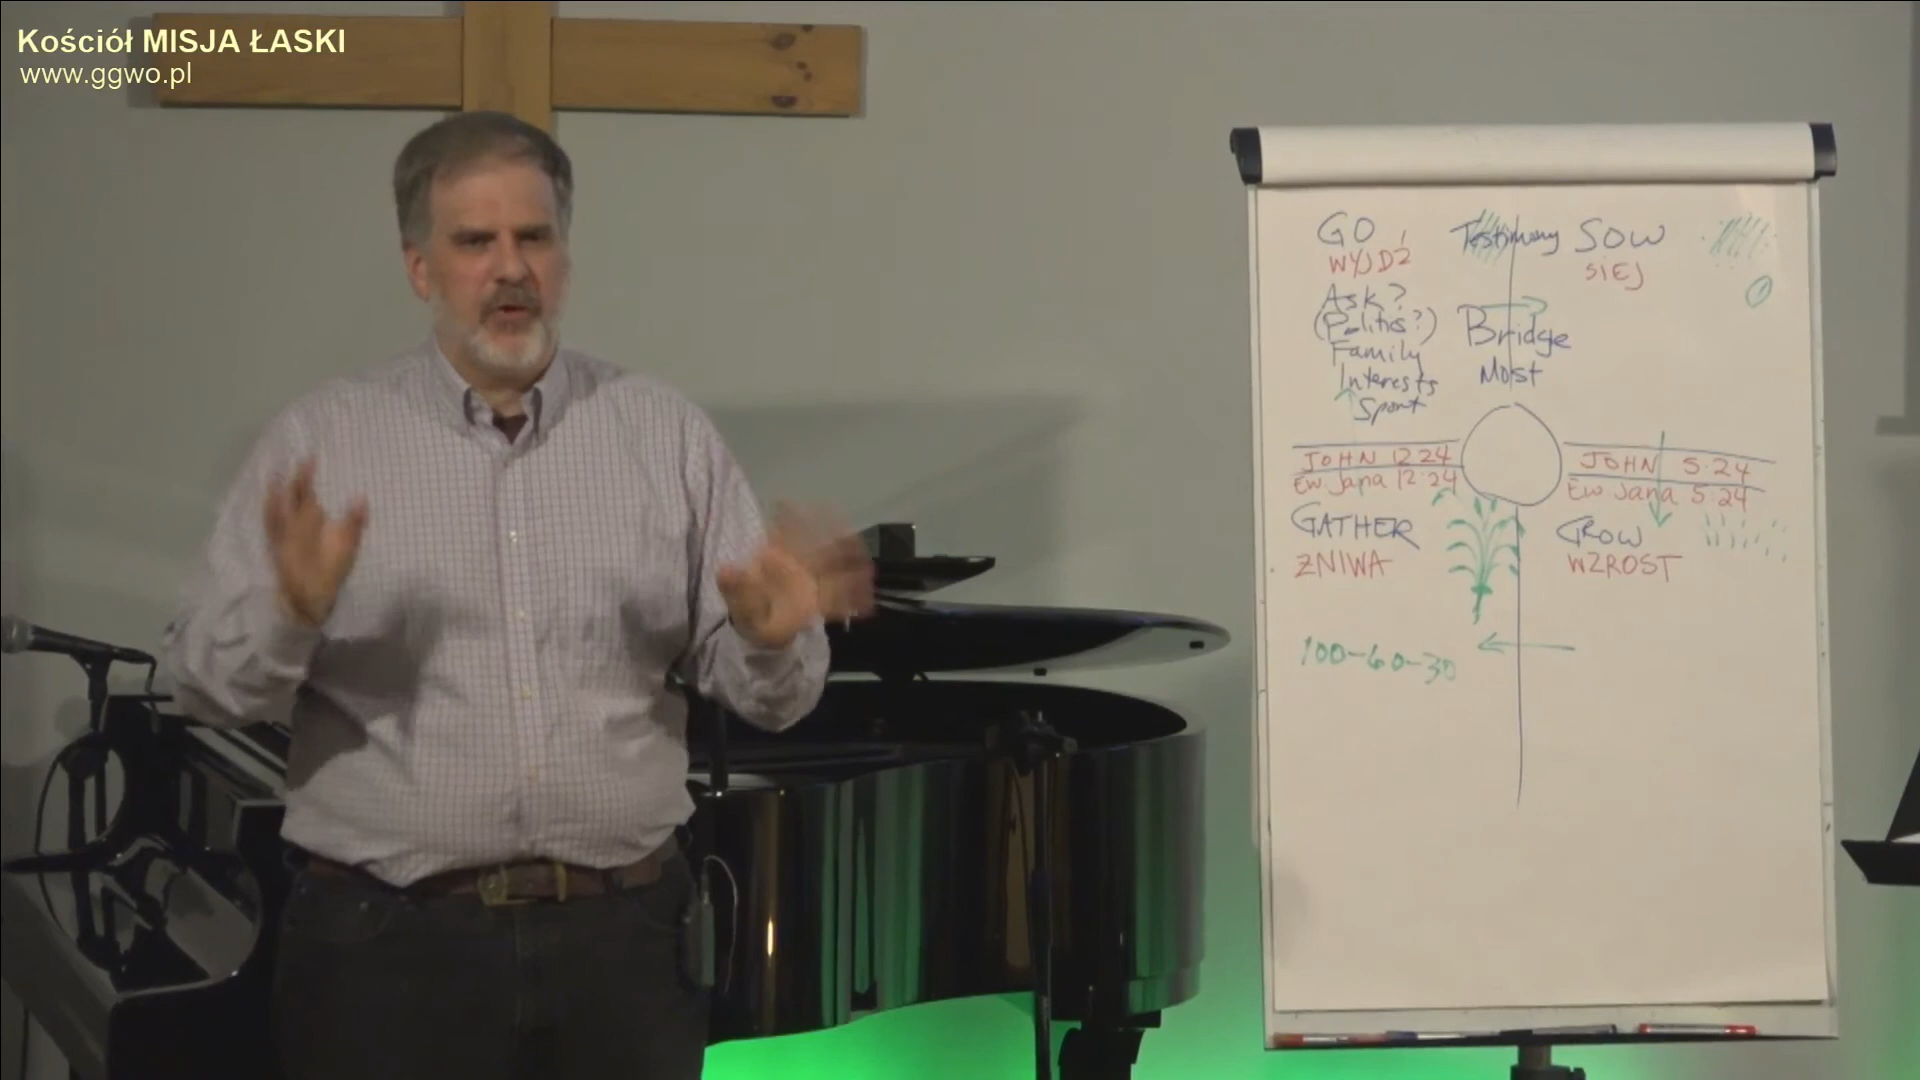 Kościół MISJA ŁASKI
www.ggwo.pl
GO
WYJDŹ
Ask?
(Politics?)
Family
Interests
Sport
Testimony
Bridge
Most
SOW
SIEJ
JOHN 12 24
Ew Jana 12:24
JOHN 5:24
Ew Jana 5:24
GATHER
ŻNIWA
GROW
WZROST
100-60-30